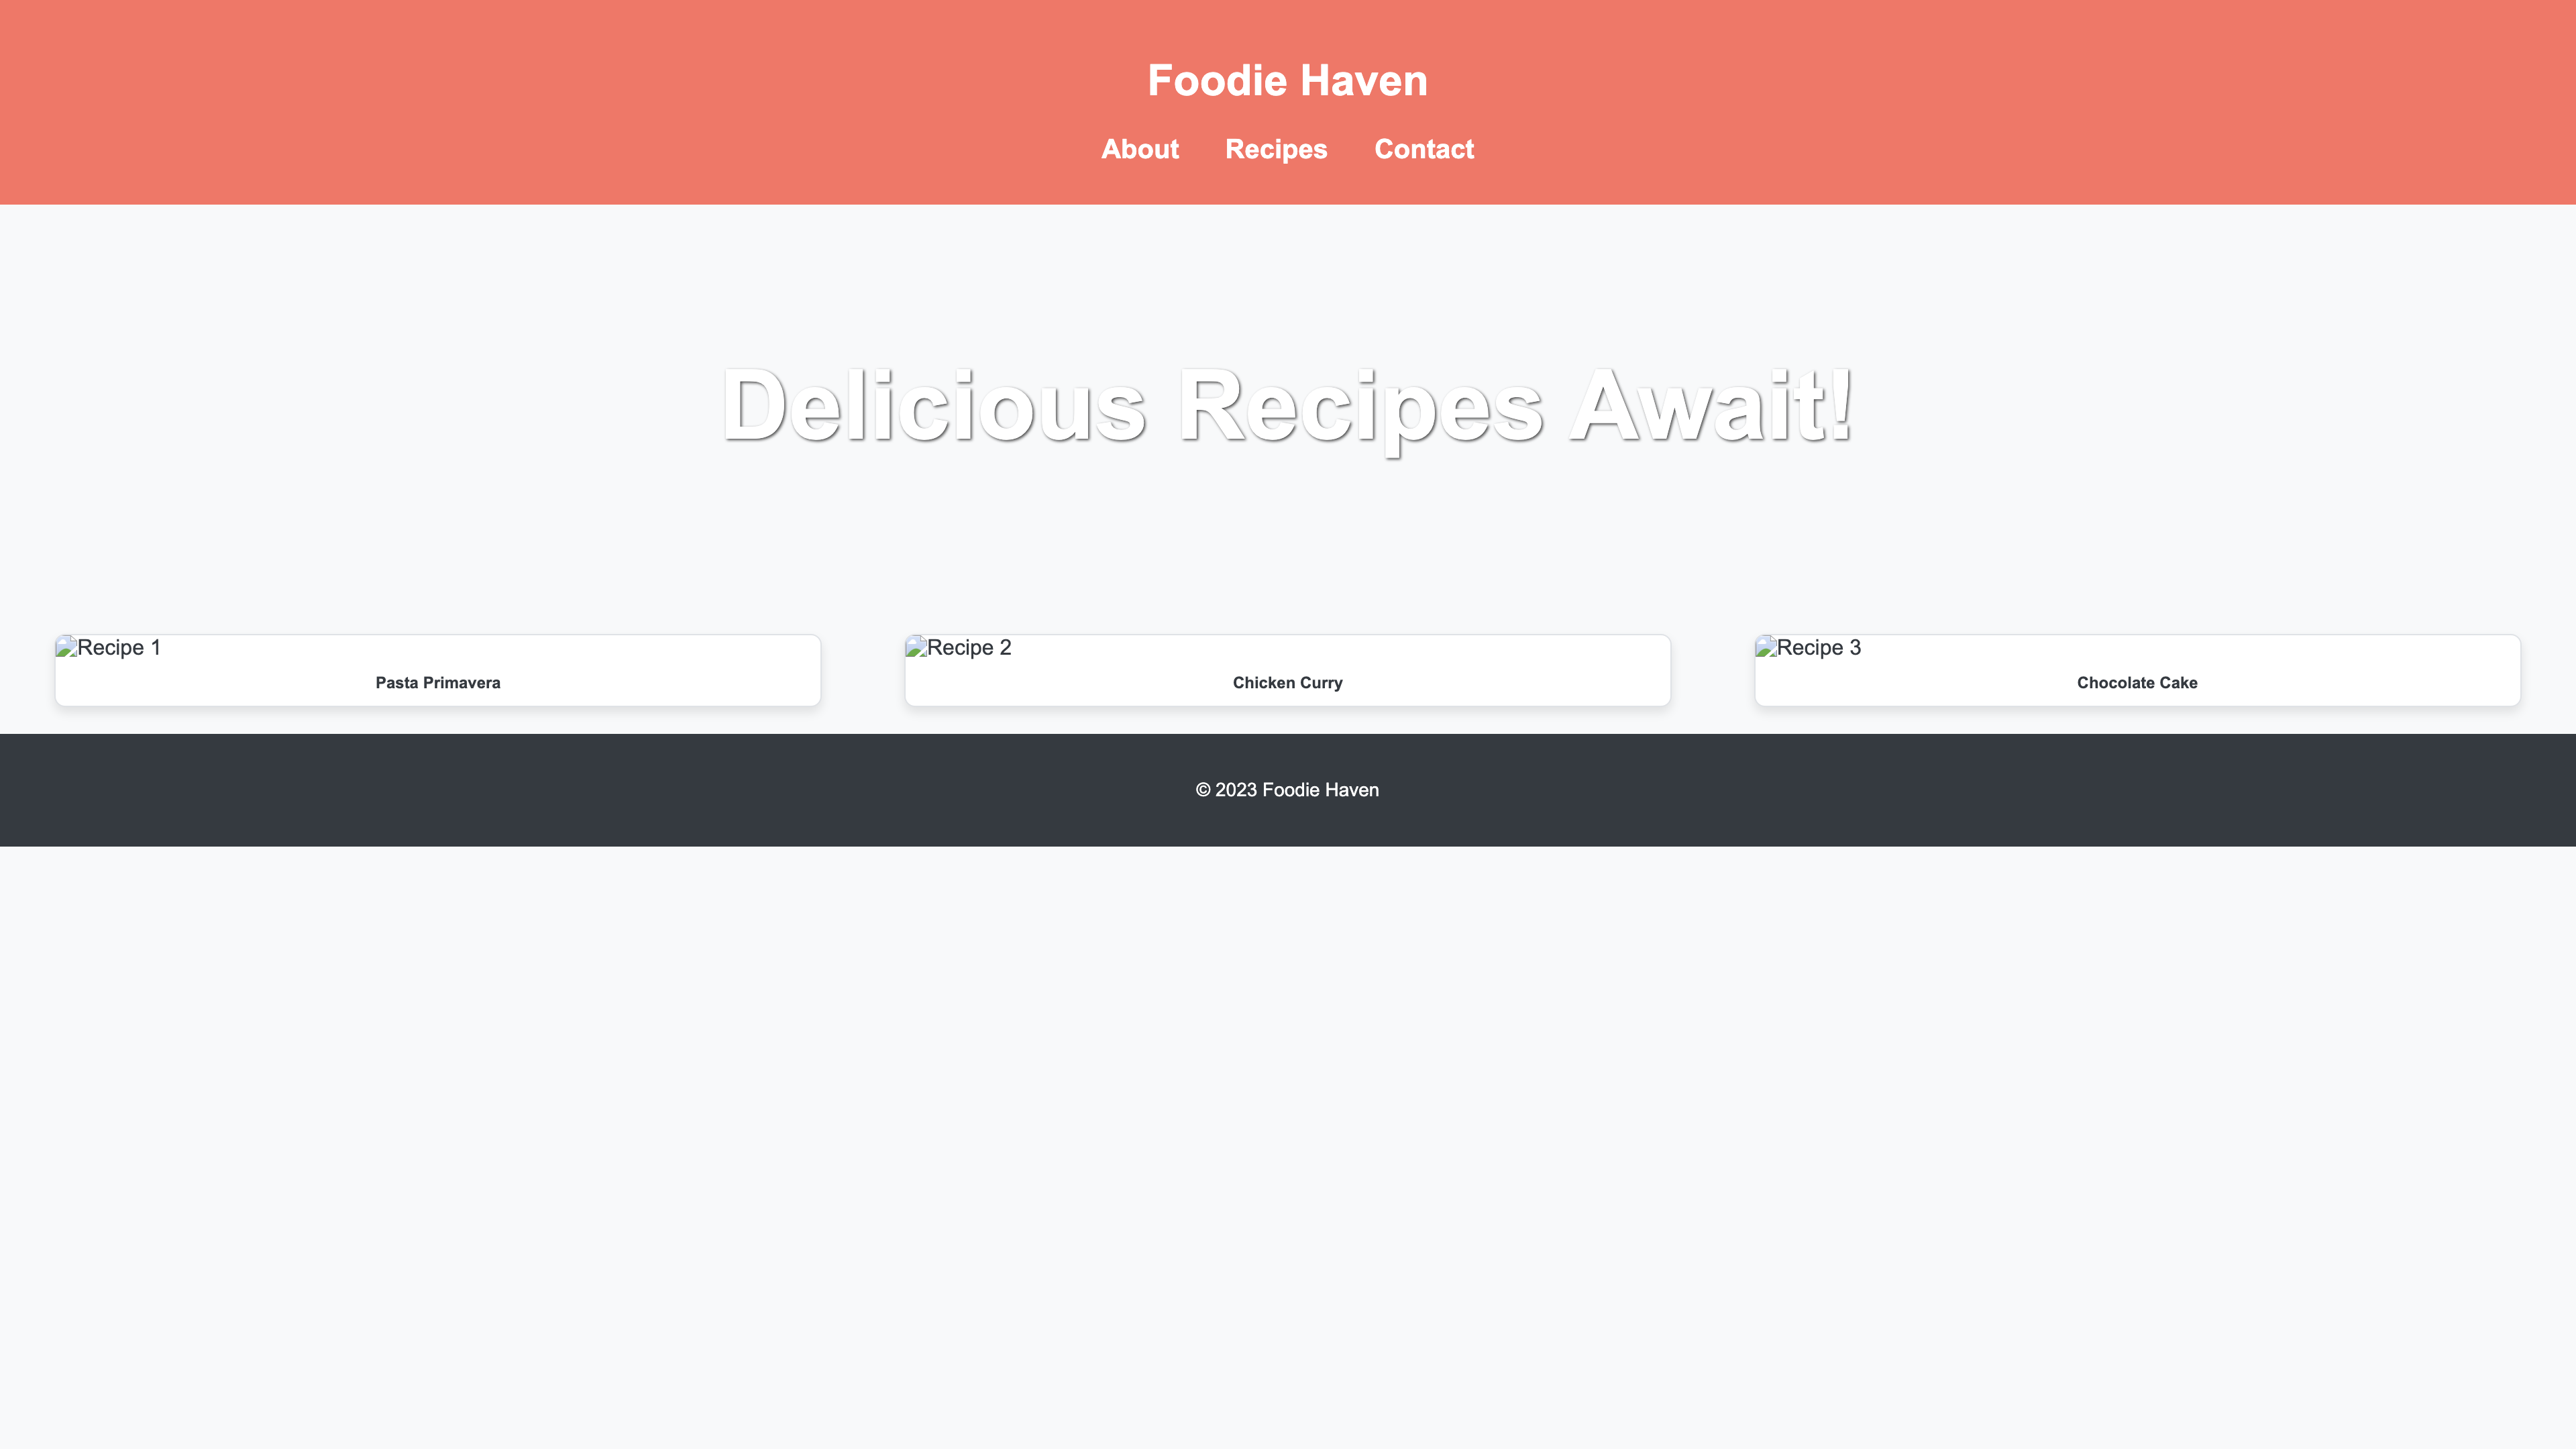 Foodie Haven
About Recipes Contact
Delicious Recipes Await!
Recipe 1
Pasta Primavera
Recipe 2
Chicken Curry
Recipe 3
Chocolate Cake
© 2023 Foodie Haven